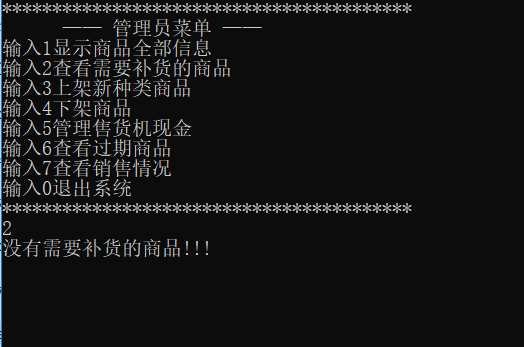 *****************************************
—— 管理员菜单 ——
输入1显示商品全部信息
输入2查看需要补货的商品
输入3上架新种类商品
输入4下架商品
输入5管理售货机现金
输入6查看过期商品
输入7查看销售情况
输入0退出系统
*****************************************
2
没有需要补货的商品!!!